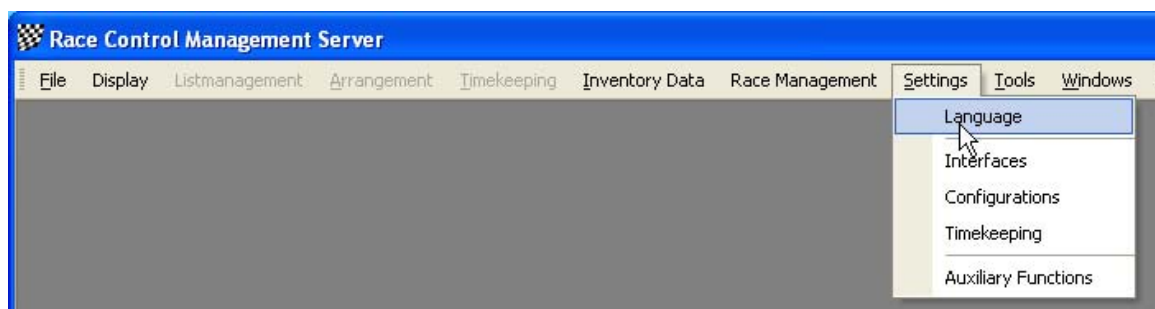 Race Control Management Server
File Display Listmanagement Arrangement Timekeeping Inventory Data Race Management Settings Tools Windows
Language
Interfaces
Configurations
Timekeeping
Auxiliary Functions